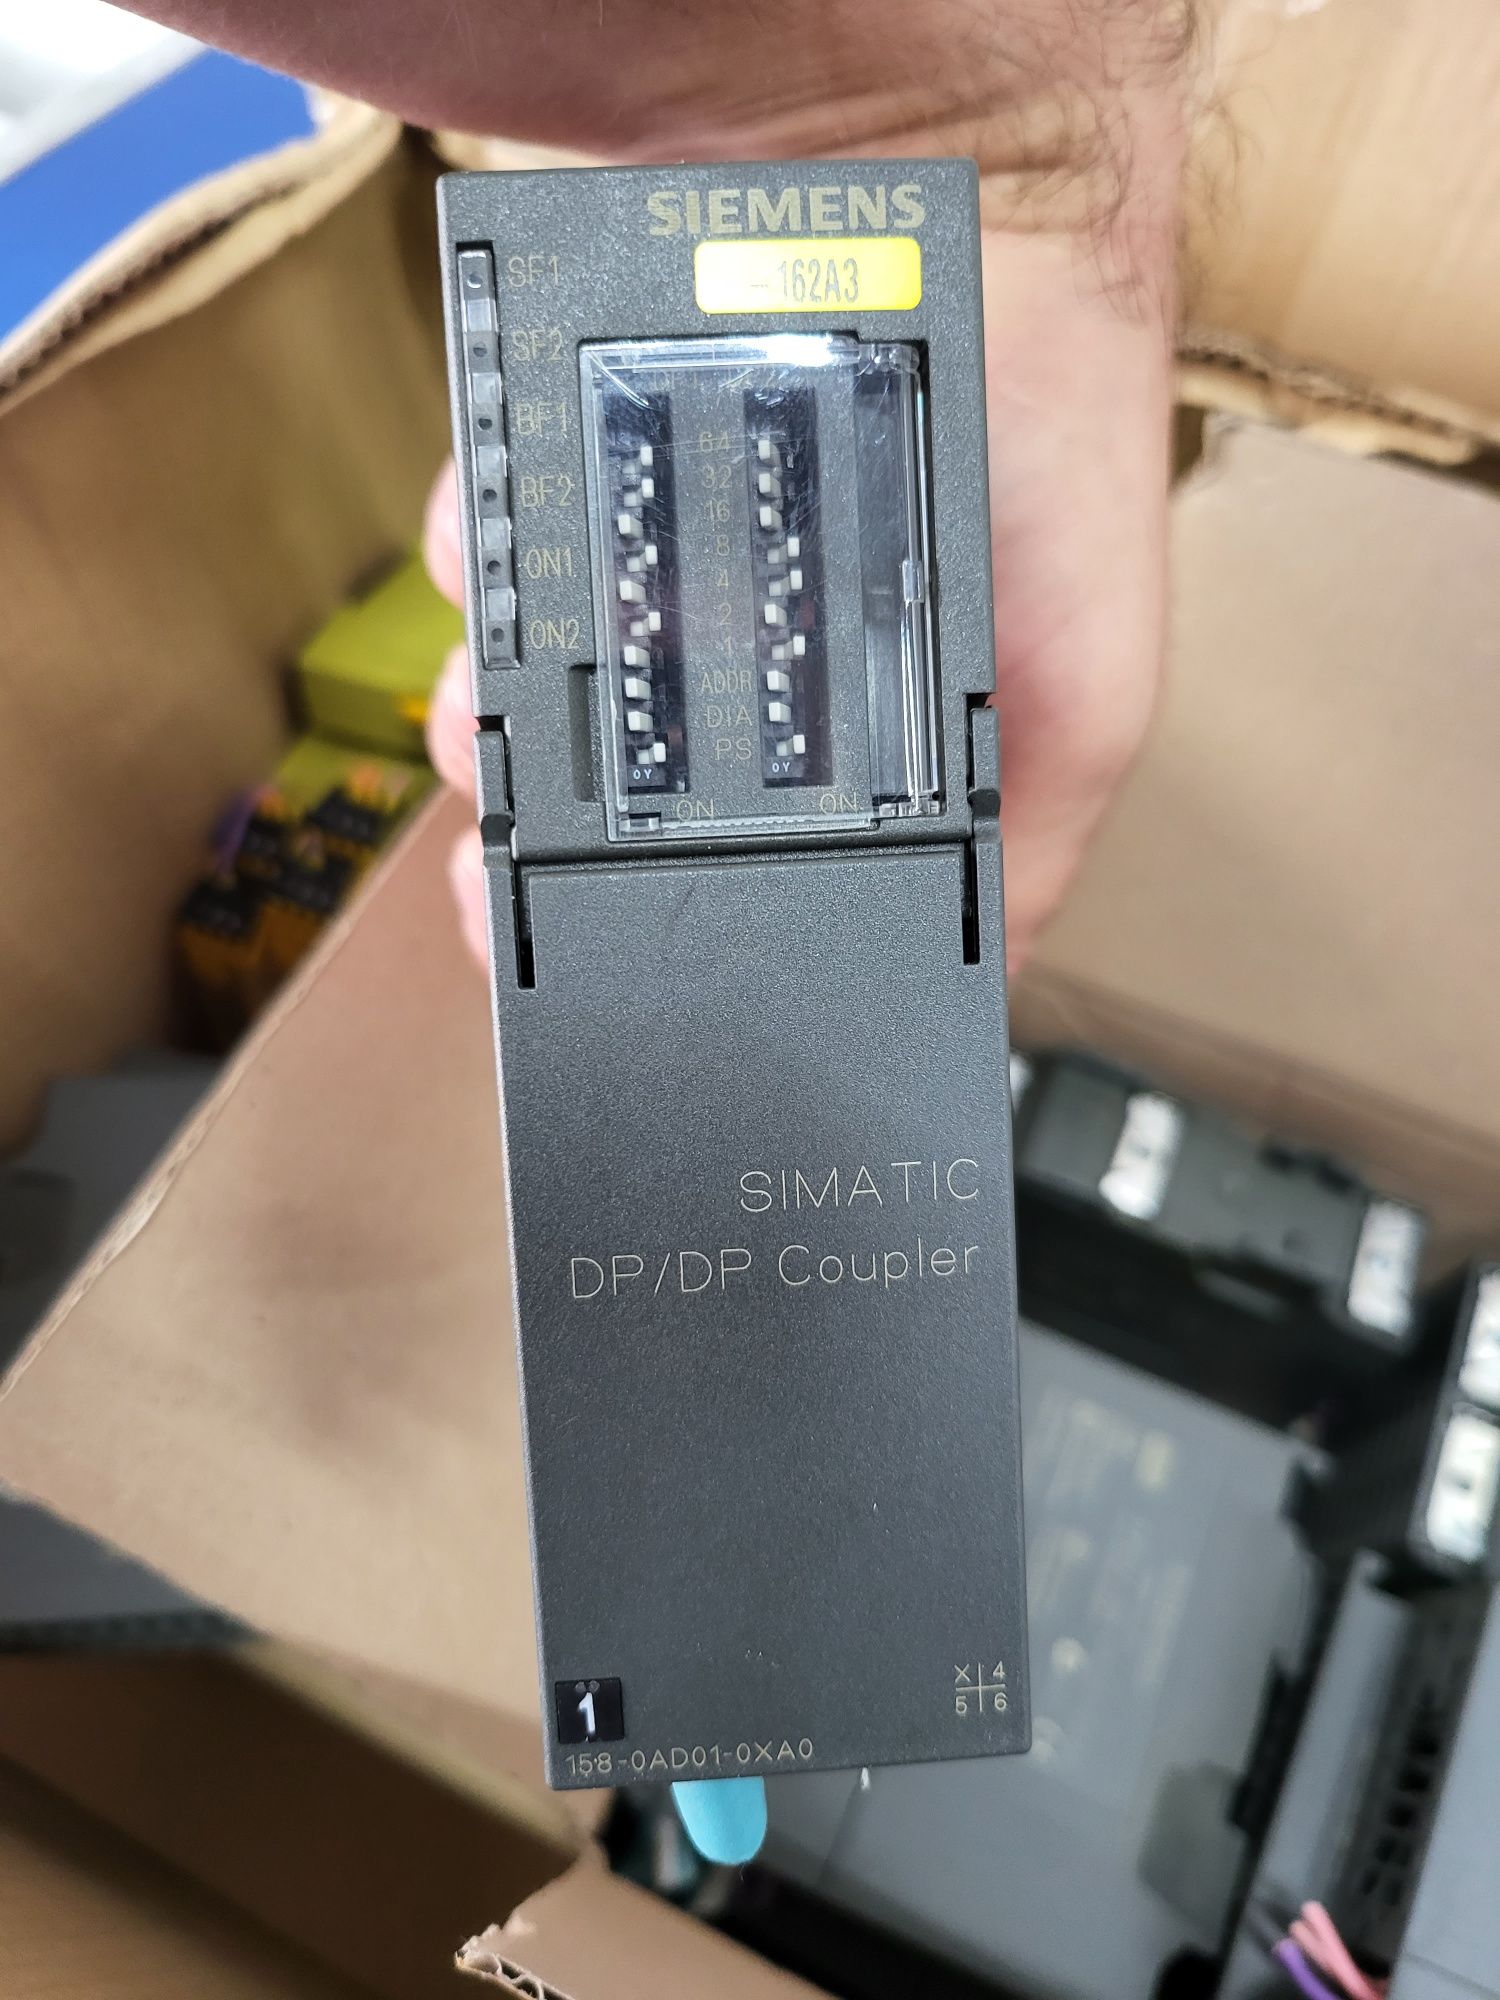 SIEMENS
-162A3
SF1
SF2
BF1
BF2
ON1
ON2
64
32
16
8
4
2
1
ADDR
DIA
PS
ON ON
SIMATIC
DP/DP Coupler
X 4
5 6
1
158-0AD01-0XA0